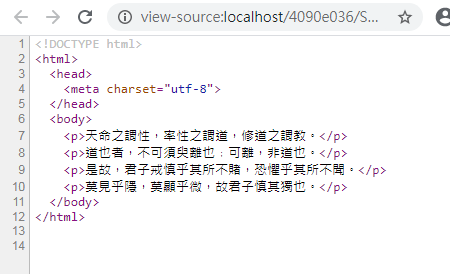 view-source:localhost/4090e036/S...
1 <!DOCTYPE html>
2 <html>
3 <head>
4 <meta charset="utf-8">
5 </head>
6 <body>
7 <p>天命之謂性，率性之謂道，修道之謂教。</p>
8 <p>道也者，不可須臾離也﹔可離，非道也。</p>
9 <p>是故，君子戒慎乎其所不睹，恐懼乎其所不聞。</p>
10 <p>莫見乎隱，莫顯乎微，故君子慎其獨也。</p>
11 </body>
12 </html>
13
14